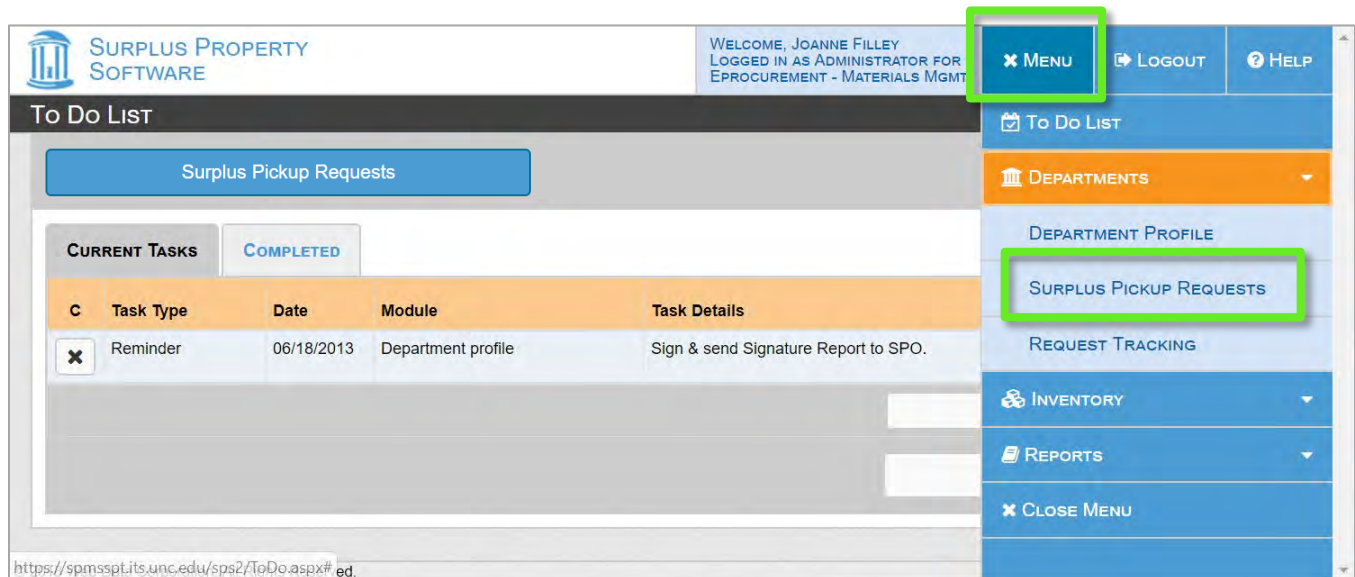 SURPLUS PROPERTY
SOFTWARE
WELCOME, JOANNE FILLEY
LOGGED IN AS ADMINISTRATOR FOR
EPROCUREMENT - MATERIALS MGMT
MENU
LOGOUT
HELP
TO DO LIST
TO DO LIST
Surplus Pickup Requests
DEPARTMENTS
DEPARTMENT PROFILE
CURRENT TASKS
COMPLETED
SURPLUS PICKUP REQUESTS
C Task Type Date Module Task Details
Reminder 06/18/2013 Department profile Sign & send Signature Report to SPO.
REQUEST TRACKING
INVENTORY
REPORTS
CLOSE MENU
https://spmsspt.its.unc.edu/sps2/ToDo.aspx# ed.